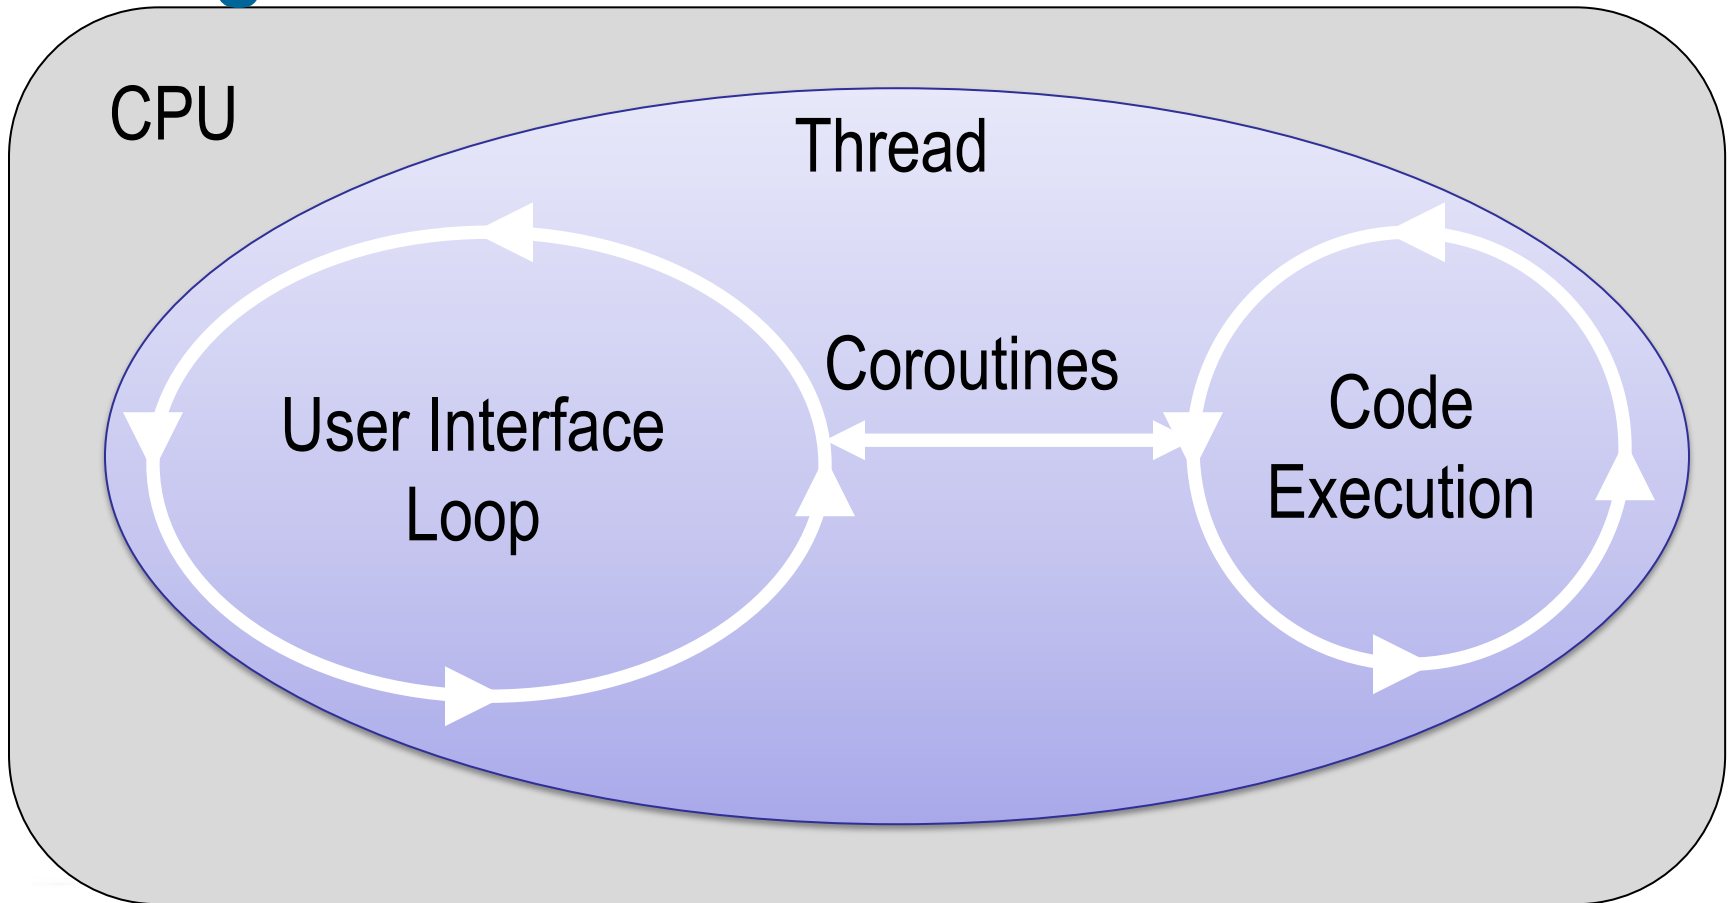 CPU
Thread
Coroutines
User Interface
Loop
Code
Execution